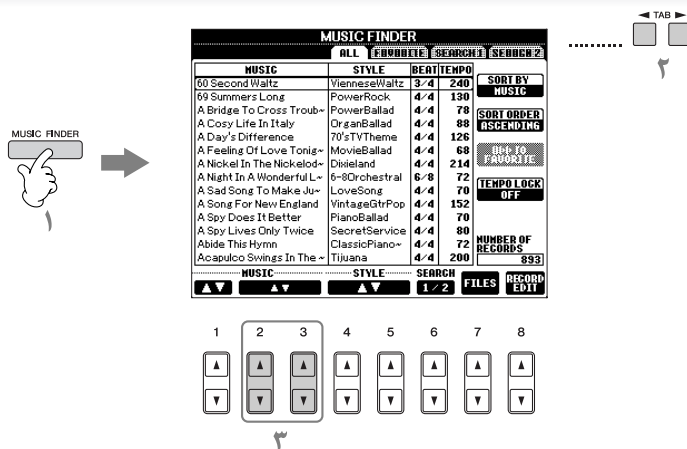 ◄ TAB ►
٢
MUSIC FINDER
ALL FAVORITE SEARCH 1 SEARCH 2
MUSIC STYLE BEAT TEMPO
60 Second Waltz VienneseWaltz 3/4 240
69 Summers Long PowerRock 4/4 130
A Bridge To Cross Troub~ PowerBallad 4/4 78
A Cosy Life In Italy OrganBallad 4/4 88
A Day's Difference 70'sTVTheme 4/4 126
A Feeling Of Love Tonig~ MovieBallad 4/4 68
A Nickel In The Nickelod~ Dixieland 4/4 214
A Night In A Wonderful L~ 6-8Orchestral 6/8 72
A Sad Song To Make Ju~ LoveSong 4/4 70
A Song For New England VintageGtrPop 4/4 152
A Spy Does It Better PianoBallad 4/4 70
A Spy Lives Only Twice SecretService 4/4 80
Abide This Hymn ClassicPiano~ 4/4 72
Acapulco Swings In The ~ Tijuana 4/4 200
SORT BY
MUSIC
SORT ORDER
ASCENDING
ADD TO
FAVORITE
TEMPO LOCK
OFF
NUMBER OF
RECORDS
893
MUSIC STYLE SEARCH
▲▼ ▲▼ ▲▼ 1/2 FILES RECORD EDIT
MUSIC FINDER
١
1 2 3 4 5 6 7 8
٣